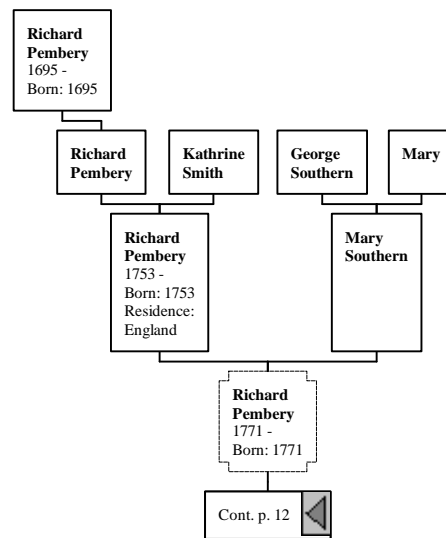 Richard
Pembery
1695 -
Born: 1695
Richard
Pembery
Kathrine
Smith
George
Southern
Mary
Richard
Pembery
1753 -
Born: 1753
Residence:
England
Mary
Southern
Richard
Pembery
1771 -
Born: 1771
Cont. p. 12